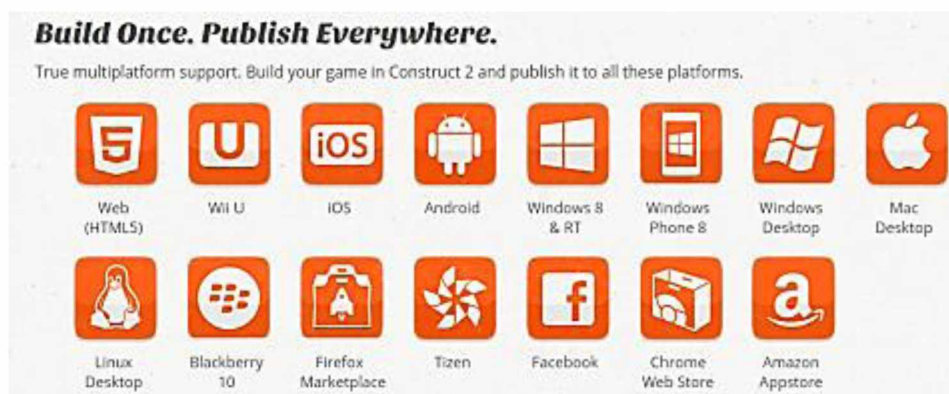 Build Once. Publish Everywhere.
True multiplatform support. Build your game in Construct 2 and publish it to all these platforms.
5
U
iOS
Web
(HTML5)
Wii U
iOS
Android
Windows 8
& RT
Windows
Phone 8
Windows
Desktop
Mac
Desktop
f
a
Linux
Desktop
Blackberry
10
Firefox
Marketplace
Tizen
Facebook
Chrome
Web Store
Amazon
Appstore